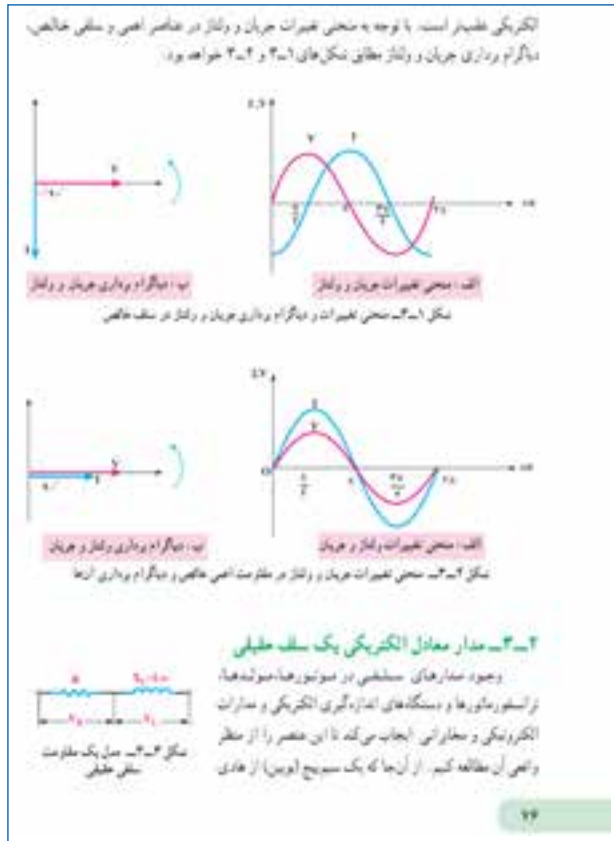 الکتریکی عقب‌تر است. با توجه به منحنی تغییرات جریان و ولتاژ در عناصر اهمی و سلفی خالص،
دیاگرام برداری جریان و ولتاژ مطابق شکل‌های ۱ــ۳ و ۲ــ۳ خواهد بود.
V
I
V
الف ـ منحنی تغییرات جریان و ولتاژ
ب ـ دیاگرام برداری جریان و ولتاژ
شکل ۱ــ۳ــ منحنی تغییرات و دیاگرام برداری جریان و ولتاژ در سلف خالص
I,V
I
V
V
I
الف ـ منحنی تغییرات ولتاژ و جریان
ب ـ دیاگرام برداری ولتاژ و جریان
شکل ۲ــ۳ــ منحنی تغییرات جریان و ولتاژ در مقاومت اهمی خالص و دیاگرام برداری آن‌ها
۲ــ۳ــ مدار معادل الکتریکی یک سلف حقیقی
وجود مدارهای سلفی در موتورها، مولدها،
ترانسفورماتورها و دستگاه‌های اندازه‌گیری الکتریکی و مدارات
الکترونیکی و مخابراتی ایجاب می‌کند تا این عنصر را از منظر
واقعی آن مطالعه کنیم. از آن‌جا که یک سیم‌پیچ (بوبین) از هادی
R
شکل ۳ــ۳ــ مدل یک مقاومت
سلفی حقیقی
۷۶